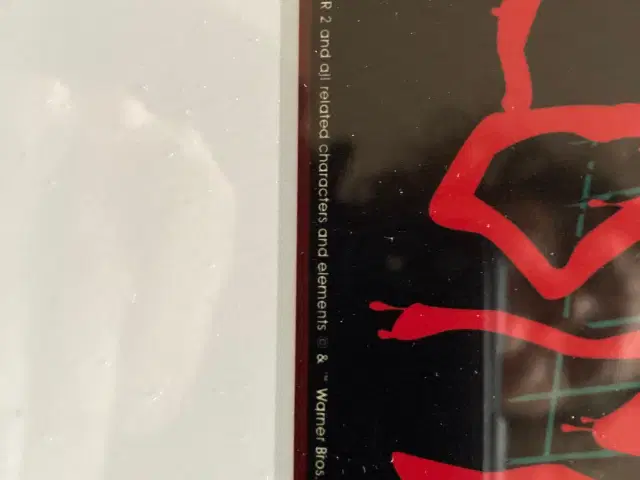 R 2 and all related characters and elements © & ™ Warner Bros.